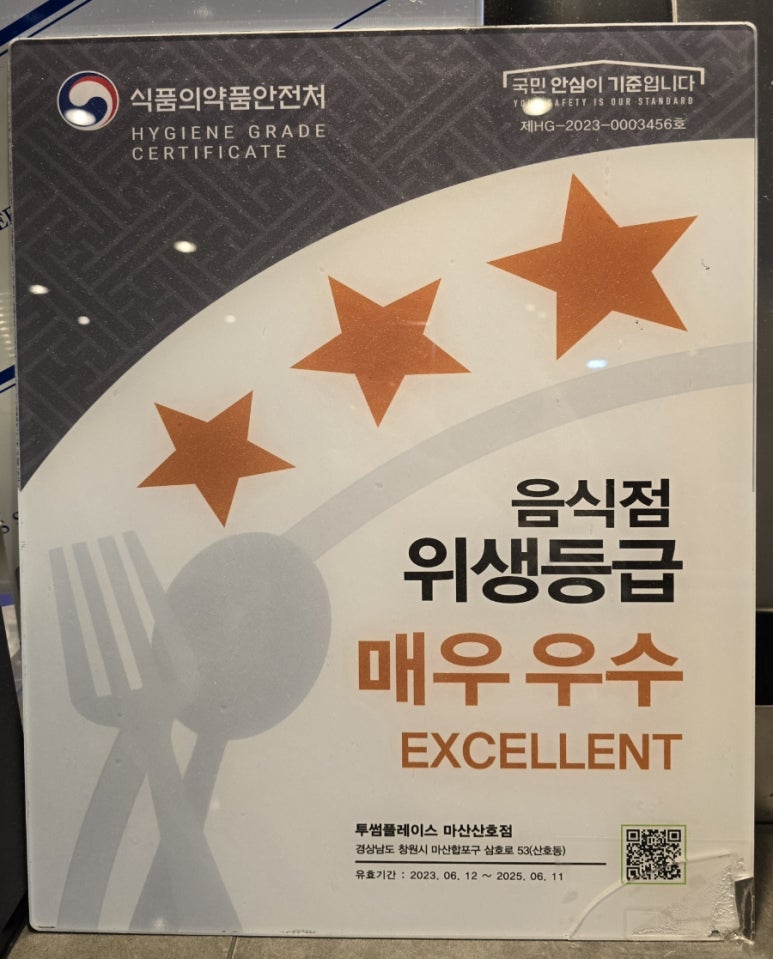 식품의약품안전처
HYGIENE GRADE
CERTIFICATE
국민 안심이 기준입니다
SAFETY IS OUR STANDARD
제HG-2023-0003456호
음식점
위생등급
매우 우수
EXCELLENT
투썸플레이스 마산산호점
경상남도 창원시 마산합포구 삼호로 53(산호동)
유효기간 : 2023. 06. 12 ~ 2025. 06. 11